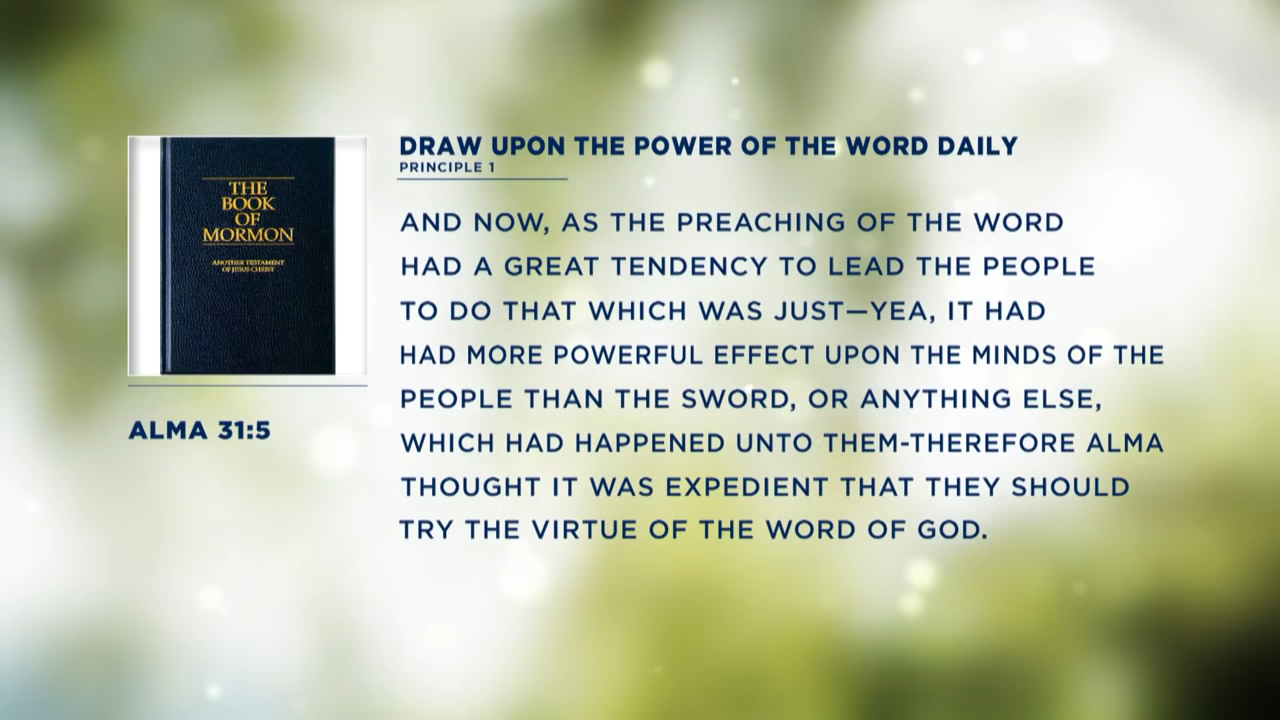 THE
BOOK
OF
MORMON
ANOTHER TESTAMENT
OF JESUS CHRIST
ALMA 31:5
DRAW UPON THE POWER OF THE WORD DAILY
PRINCIPLE 1
AND NOW, AS THE PREACHING OF THE WORD
HAD A GREAT TENDENCY TO LEAD THE PEOPLE
TO DO THAT WHICH WAS JUST—YEA, IT HAD
HAD MORE POWERFUL EFFECT UPON THE MINDS OF THE
PEOPLE THAN THE SWORD, OR ANYTHING ELSE,
WHICH HAD HAPPENED UNTO THEM-THEREFORE ALMA
THOUGHT IT WAS EXPEDIENT THAT THEY SHOULD
TRY THE VIRTUE OF THE WORD OF GOD.